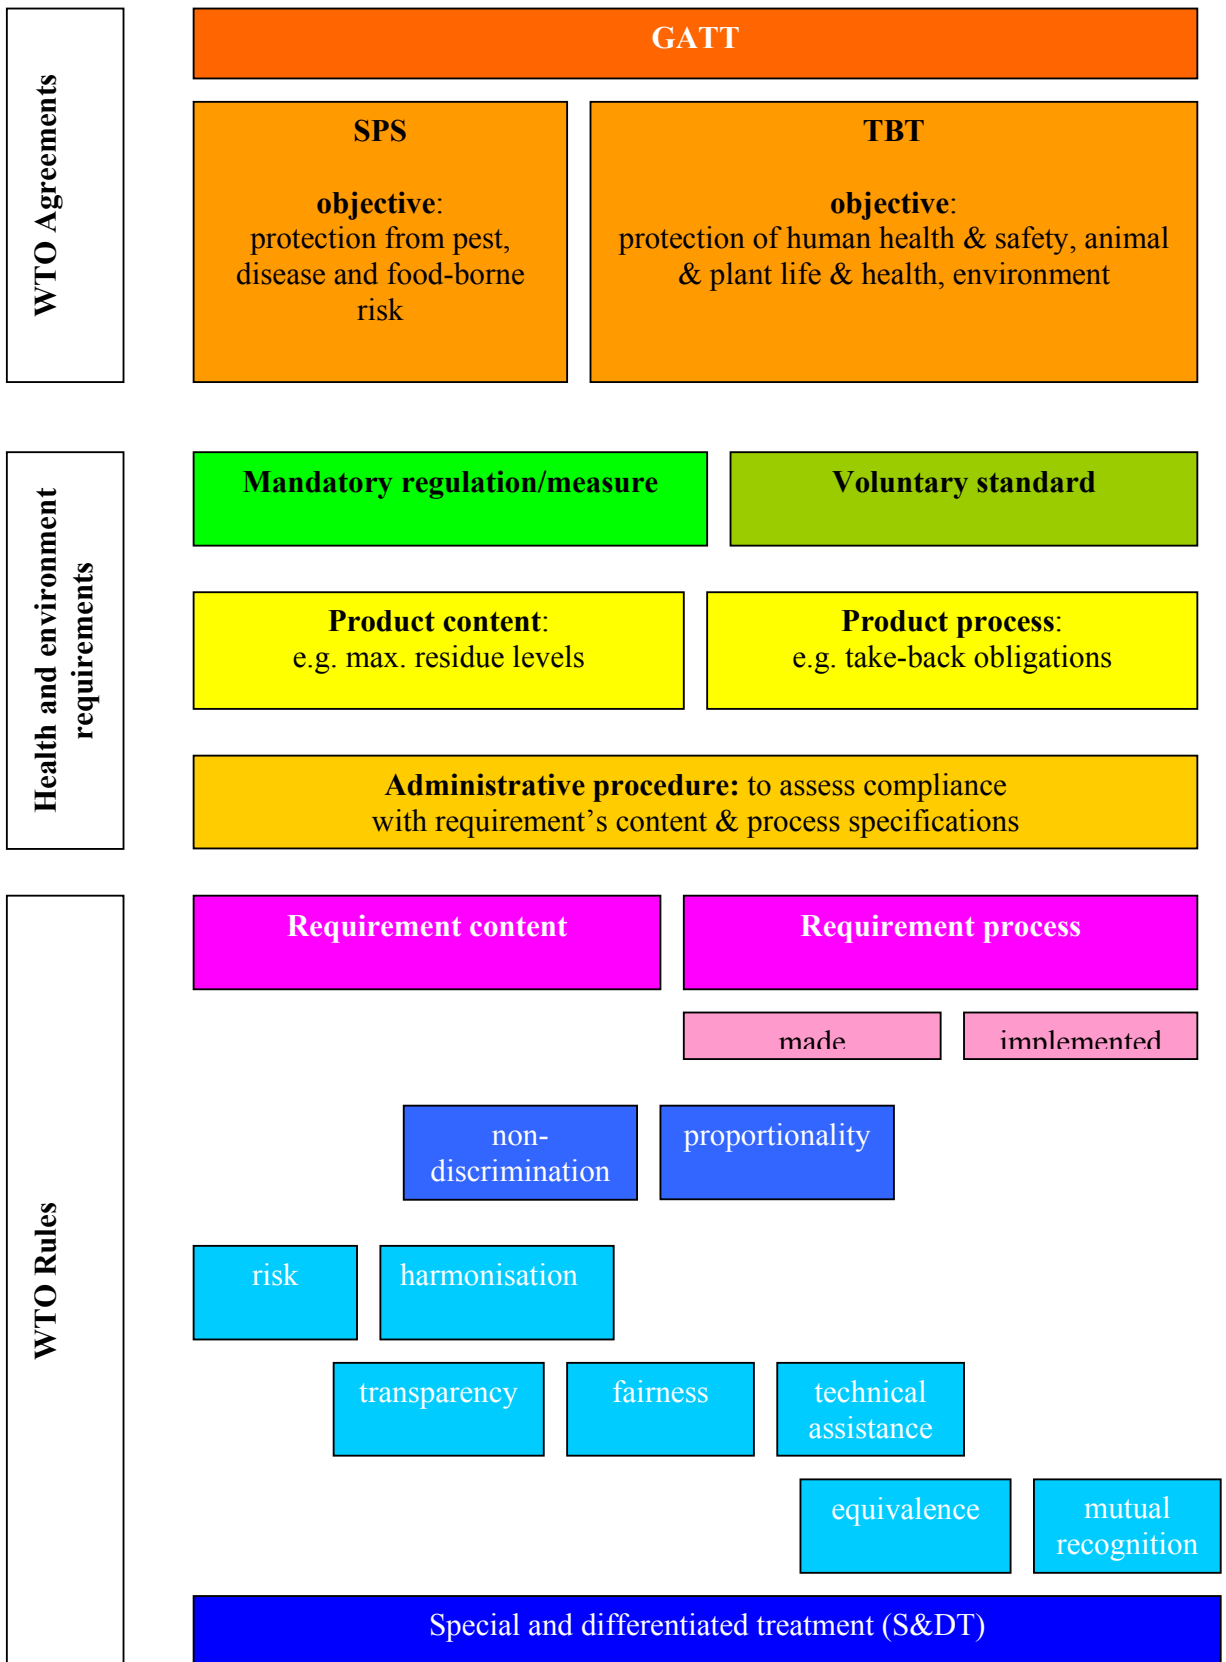 WTO Agreements
GATT
SPS
objective:
protection from pest,
disease and food-borne
risk
TBT
objective:
protection of human health & safety, animal
& plant life & health, environment
Health and environment
requirements
Mandatory regulation/measure
Voluntary standard
Product content:
e.g. max. residue levels
Product process:
e.g. take-back obligations
Administrative procedure: to assess compliance
with requirement’s content & process specifications
WTO Rules
Requirement content
Requirement process
made
implemented
non-
discrimination
proportionality
risk
harmonisation
transparency
fairness
technical
assistance
equivalence
mutual
recognition
Special and differentiated treatment (S&DT)